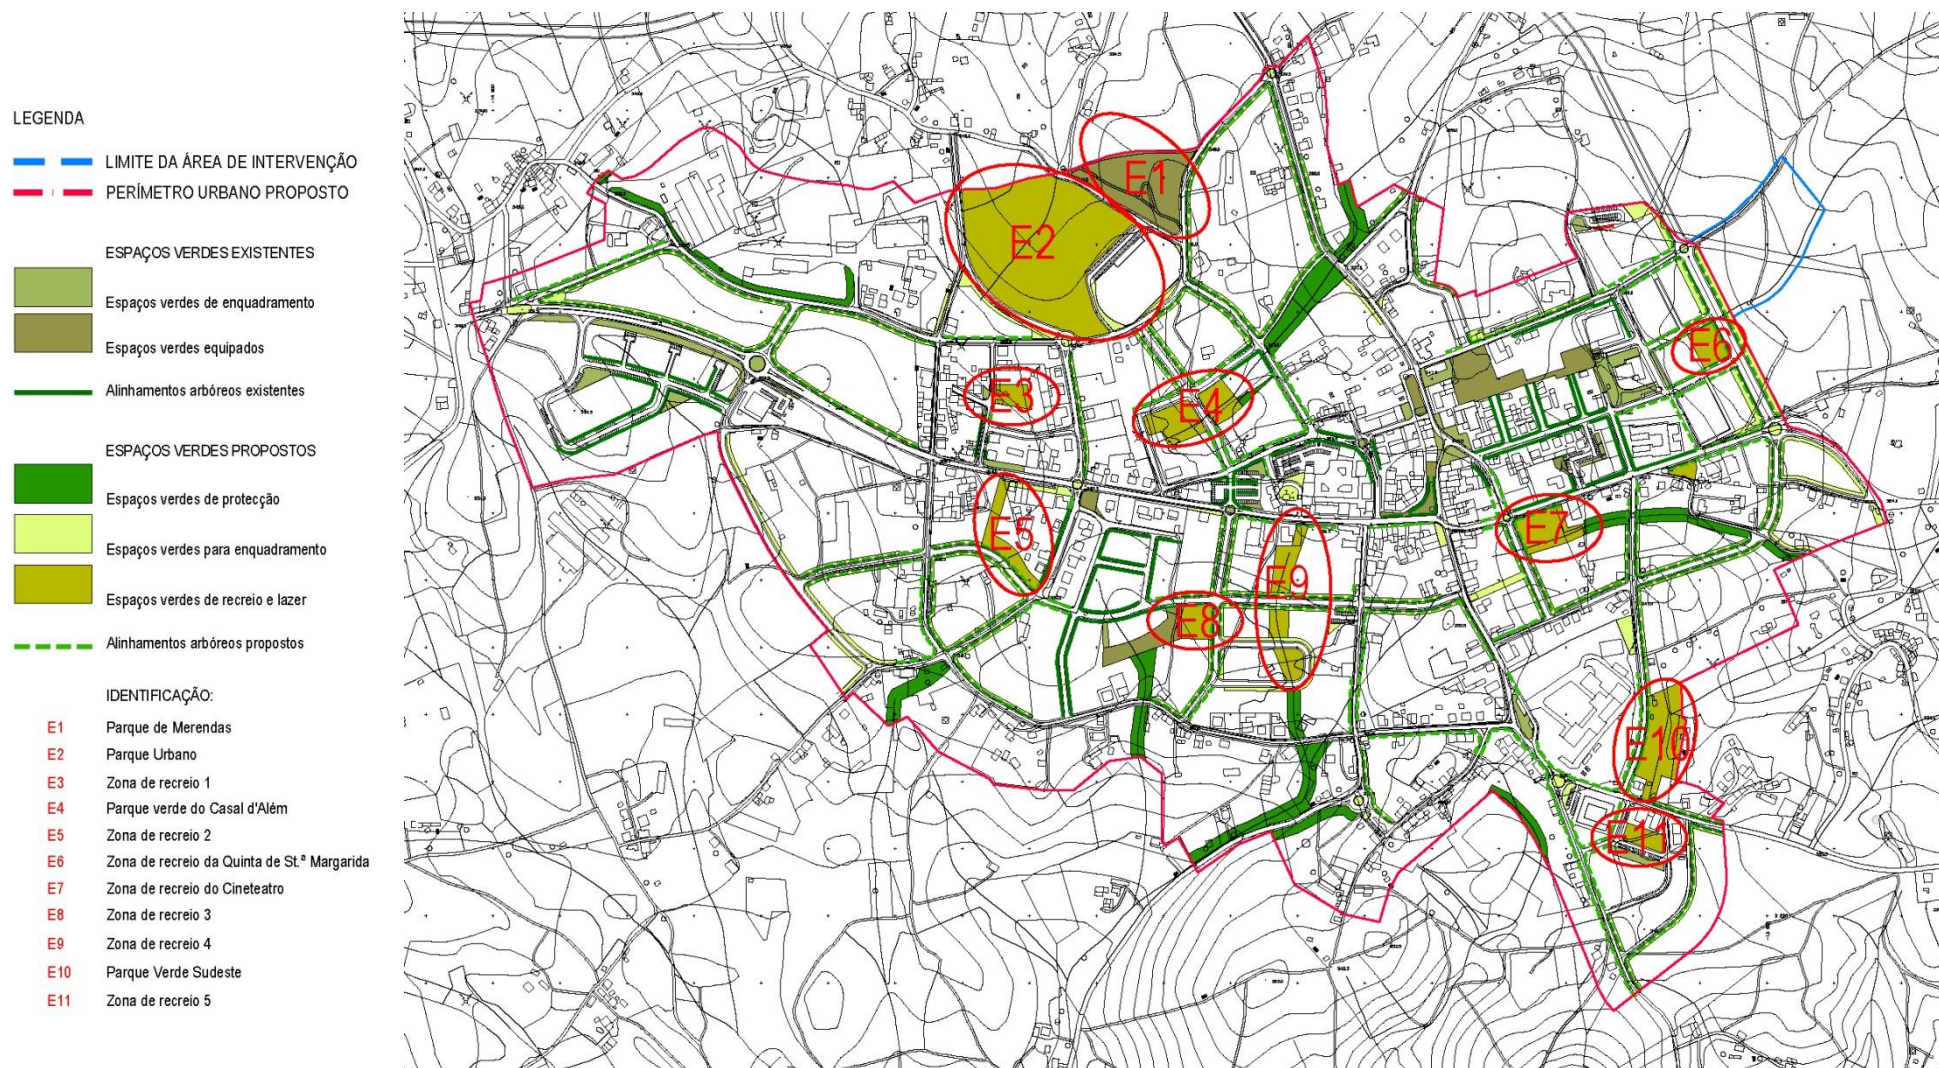 LEGENDA
LIMITE DA ÁREA DE INTERVENÇÃO
PERÍMETRO URBANO PROPOSTO
ESPAÇOS VERDES EXISTENTES
Espaços verdes de enquadramento
Espaços verdes equipados
Alinhamentos arbóreos existentes
ESPAÇOS VERDES PROPOSTOS
Espaços verdes de protecção
Espaços verdes para enquadramento
Espaços verdes de recreio e lazer
Alinhamentos arbóreos propostos
IDENTIFICAÇÃO:
E1 Parque de Merendas
E2 Parque Urbano
E3 Zona de recreio 1
E4 Parque verde do Casal d'Além
E5 Zona de recreio 2
E6 Zona de recreio da Quinta de St.ª Margarida
E7 Zona de recreio do Cineteatro
E8 Zona de recreio 3
E9 Zona de recreio 4
E10 Parque Verde Sudeste
E11 Zona de recreio 5
E1
E2
E6
E3
E4
E5
E7
E9
E8
E10
E11